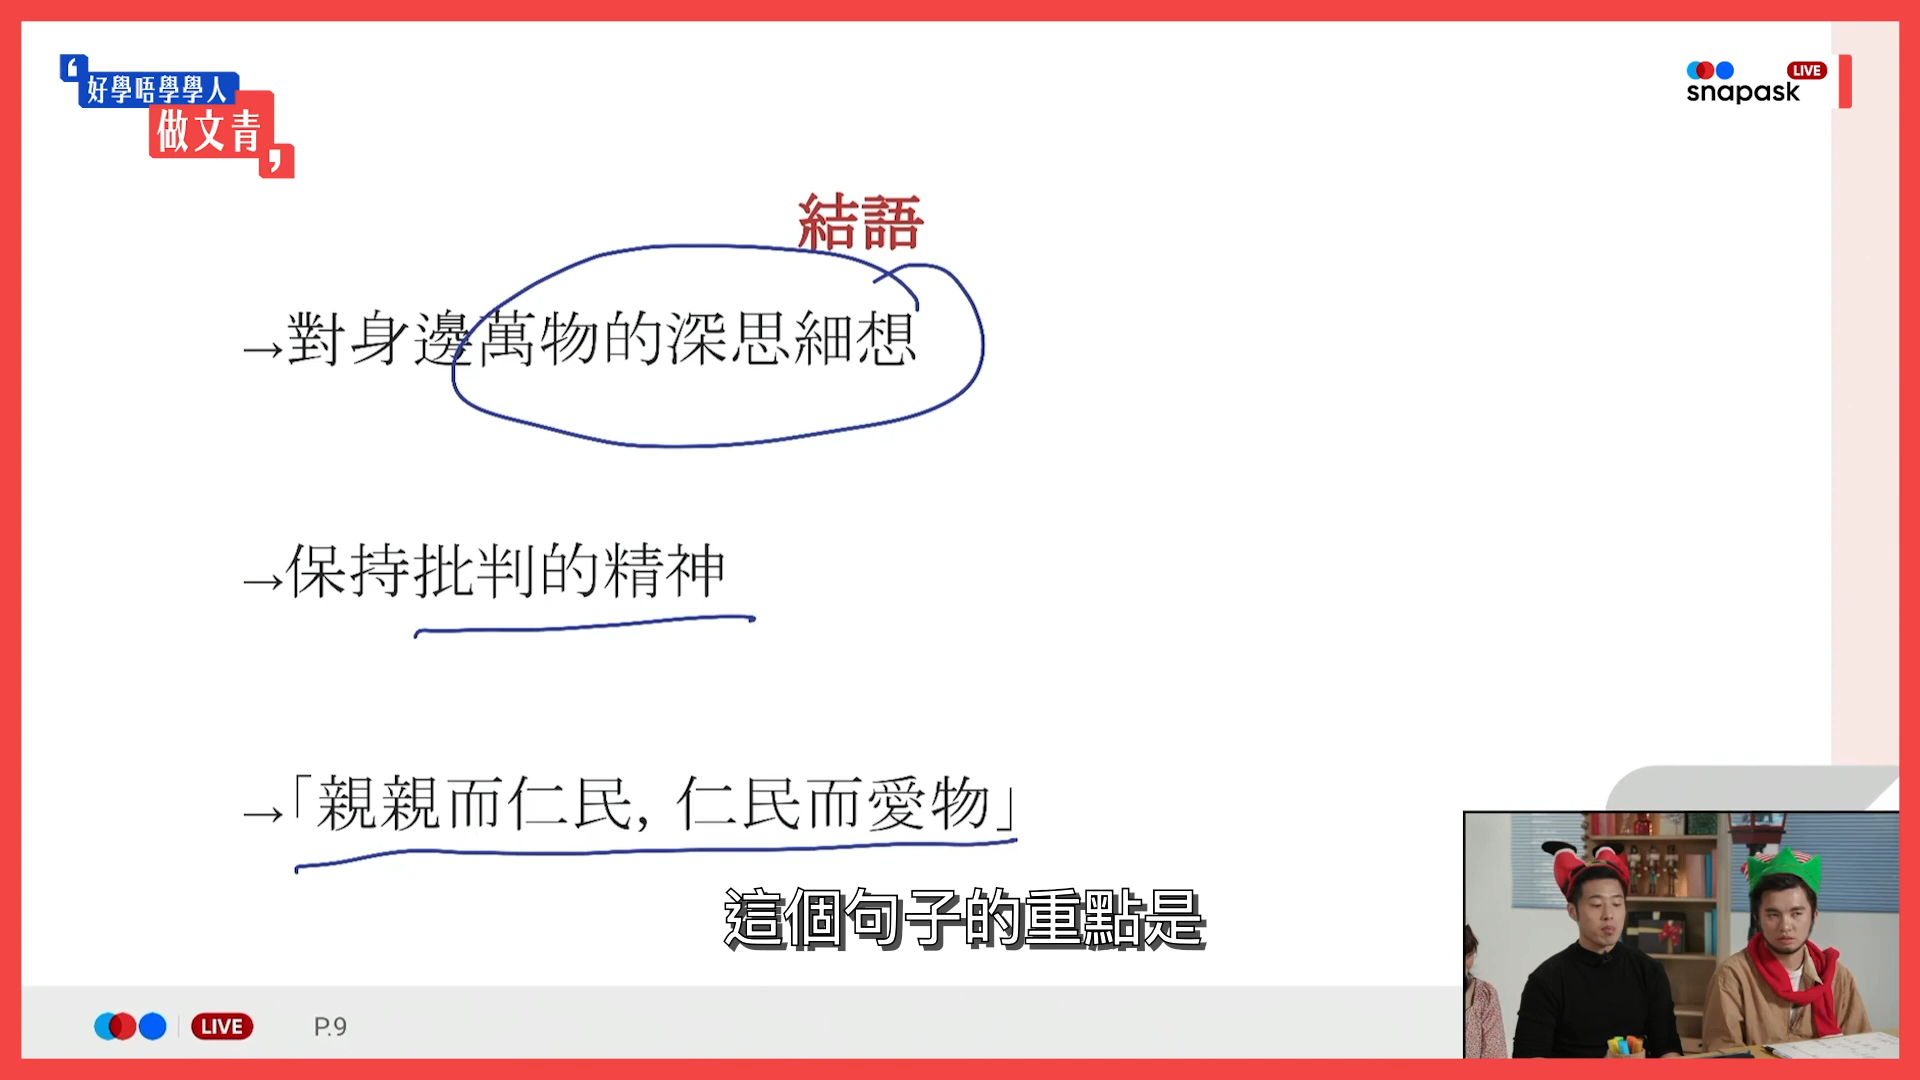 好學唔學學人
做文青
LIVE
snapask
結語
→對身邊萬物的深思細想
→保持批判的精神
→「親親而仁民, 仁民而愛物」
這個句子的重點是
LIVE
P.9